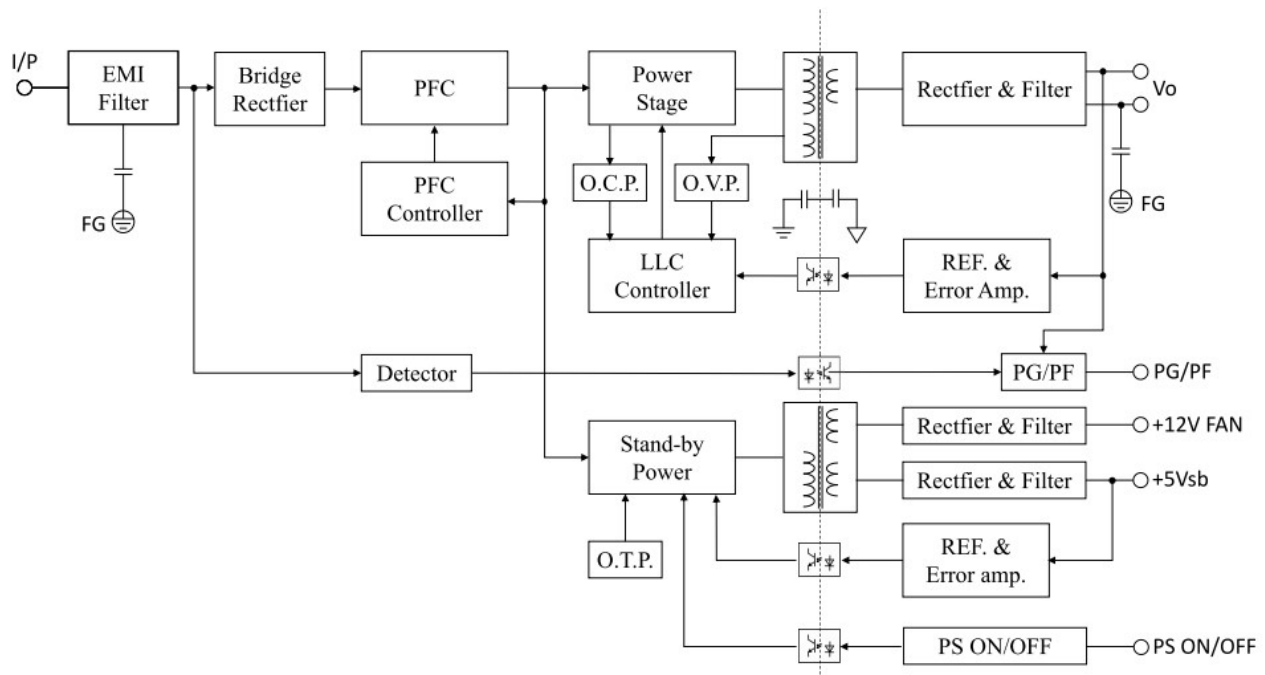 I/P
EMI
Filter
Bridge
Rectfier
PFC
Power
Stage
Rectfier & Filter
Vo
FG
PFC
Controller
O.C.P.
O.V.P.
FG
LLC
Controller
REF. &
Error Amp.
Detector
PG/PF
PG/PF
Stand-by
Power
Rectfier & Filter
+12V FAN
Rectfier & Filter
+5Vsb
O.T.P.
REF. &
Error amp.
PS ON/OFF
PS ON/OFF